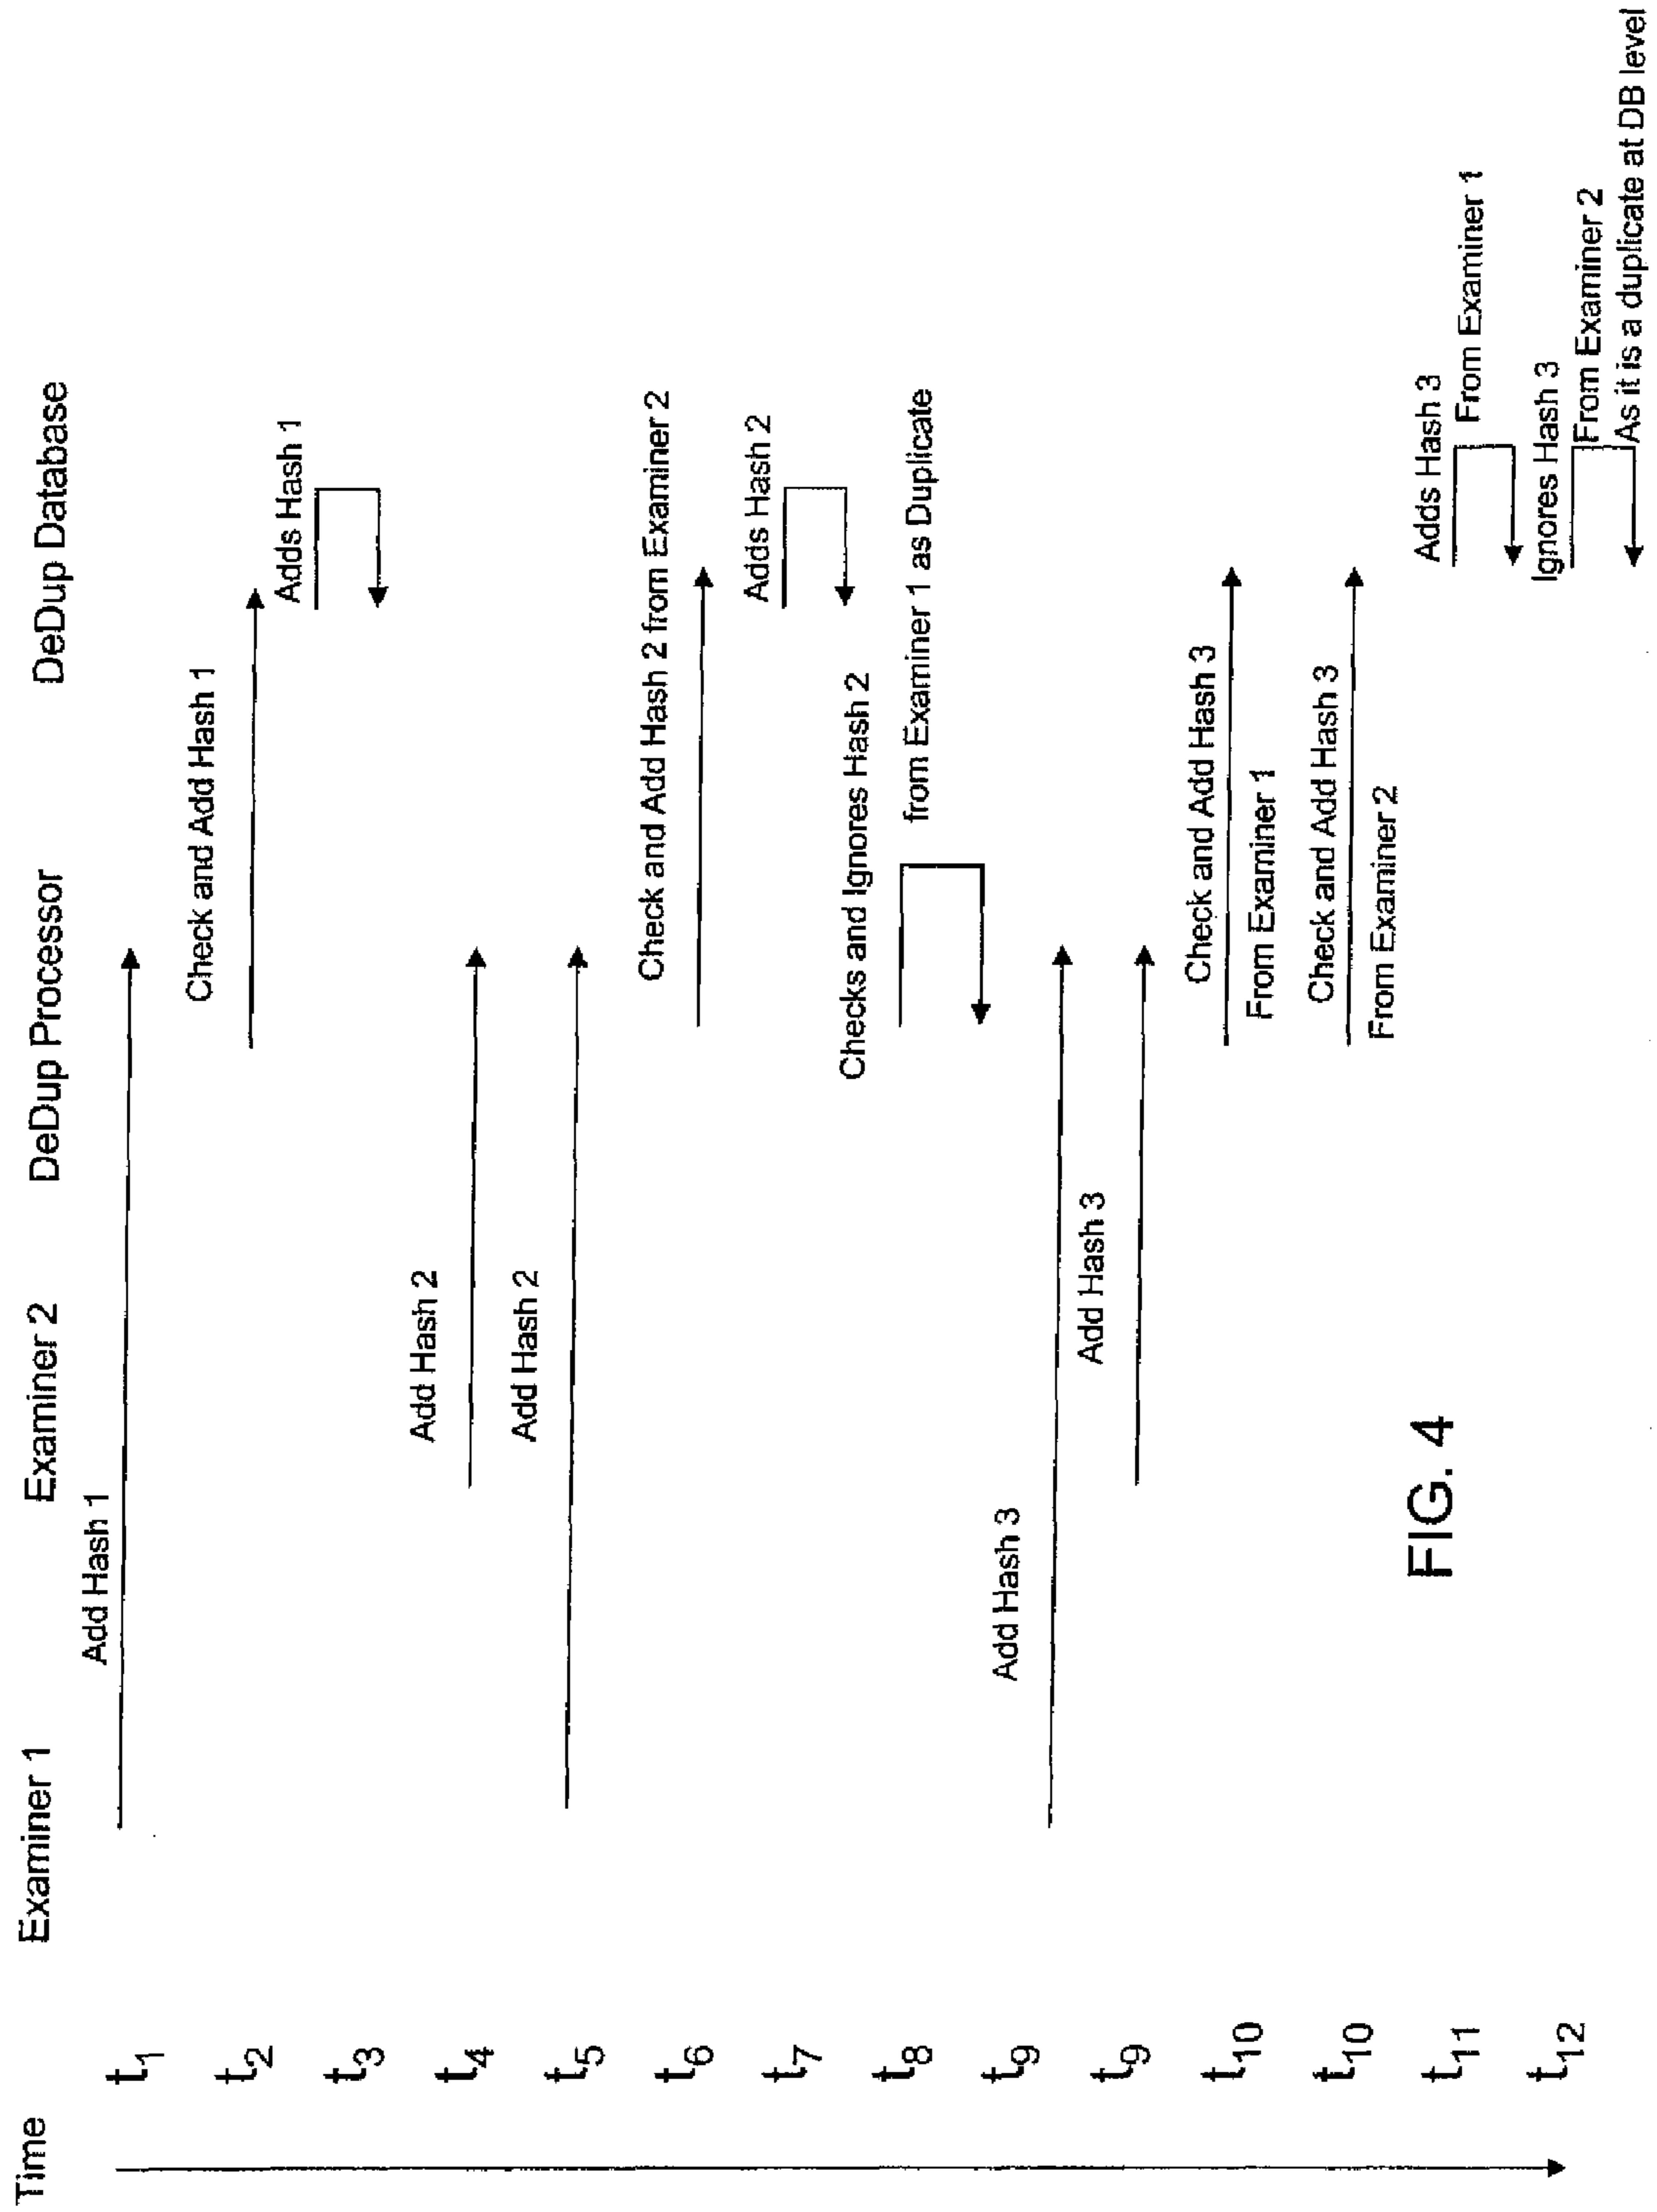 Time
Examiner 1
Examiner 2
DeDup Processor
DeDup Database
t1
Add Hash 1
t2
Check and Add Hash 1
t3
Adds Hash 1
t4
Add Hash 2
t5
Add Hash 2
t6
Check and Add Hash 2 from Examiner 2
t7
Adds Hash 2
t8
Checks and Ignores Hash 2
from Examiner 1 as Duplicate
t9
Add Hash 3
t9
Add Hash 3
t10
Check and Add Hash 3
From Examiner 1
t10
Check and Add Hash 3
From Examiner 2
t11
Adds Hash 3
From Examiner 1
t12
Ignores Hash 3
From Examiner 2
As it is a duplicate at DB level
FIG. 4